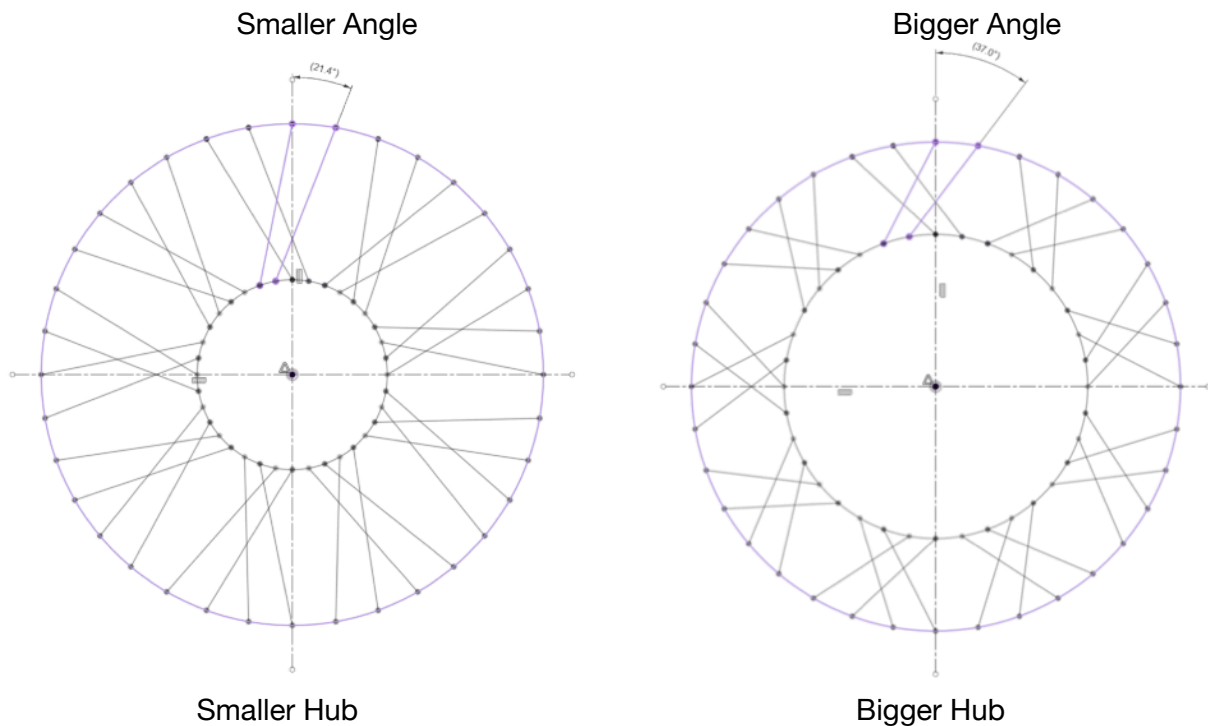 Smaller Angle
Bigger Angle
(21.4°)
(37.0°)
Smaller Hub
Bigger Hub